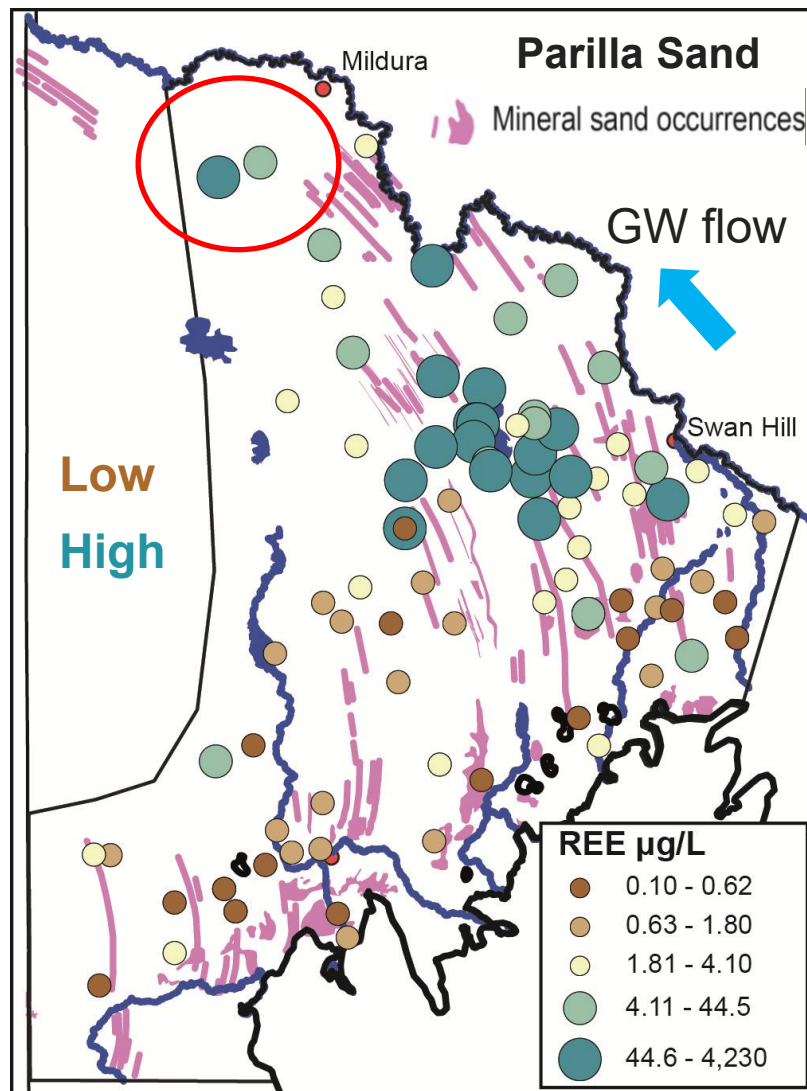 Parilla Sand
Mildura
Mineral sand occurrences
GW flow
Swan Hill
Low
High
REE µg/L
0.10 - 0.62
0.63 - 1.80
1.81 - 4.10
4.11 - 44.5
44.6 - 4,230